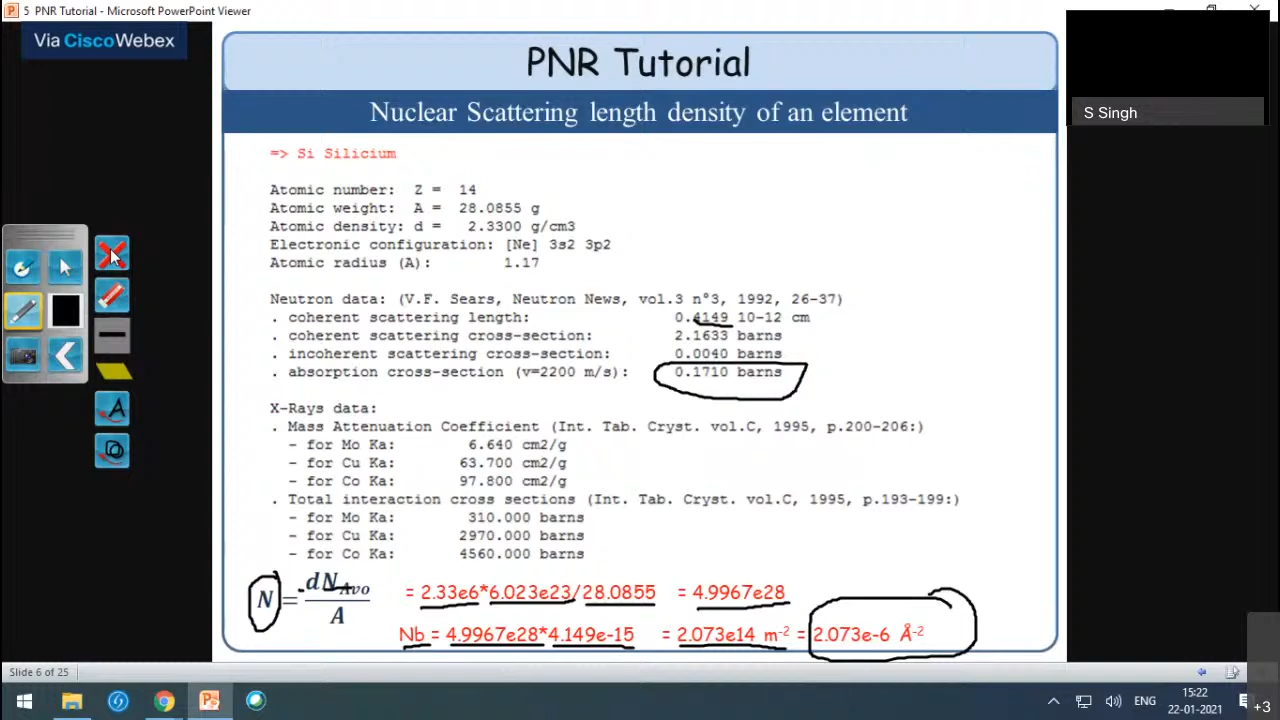 5 PNR Tutorial - Microsoft PowerPoint Viewer
Via Cisco Webex
S Singh
PNR Tutorial
Nuclear Scattering length density of an element
=> Si Silicium
Atomic number: Z = 14
Atomic weight: A = 28.0855 g
Atomic density: d = 2.3300 g/cm3
Electronic configuration: [Ne] 3s2 3p2
Atomic radius (A): 1.17
Neutron data: (V.F. Sears, Neutron News, vol.3 n°3, 1992, 26-37)
. coherent scattering length: 0.4149 10-12 cm
. coherent scattering cross-section: 2.1633 barns
. incoherent scattering cross-section: 0.0040 barns
. absorption cross-section (v=2200 m/s): 0.1710 barns
X-Rays data:
. Mass Attenuation Coefficient (Int. Tab. Cryst. vol.C, 1995, p.200-206:)
- for Mo Ka: 6.640 cm2/g
- for Cu Ka: 63.700 cm2/g
- for Co Ka: 97.800 cm2/g
. Total interaction cross sections (Int. Tab. Cryst. vol.C, 1995, p.193-199:)
- for Mo Ka: 310.000 barns
- for Cu Ka: 2970.000 barns
- for Co Ka: 4560.000 barns
N = dN_Avo / A = 2.33e6*6.023e23/28.0855 = 4.9967e28
Nb = 4.9967e28*4.149e-15 = 2.073e14 m⁻² = 2.073e-6 Å⁻²
Slide 6 of 25
ENG
15:22
22-01-2021
+3